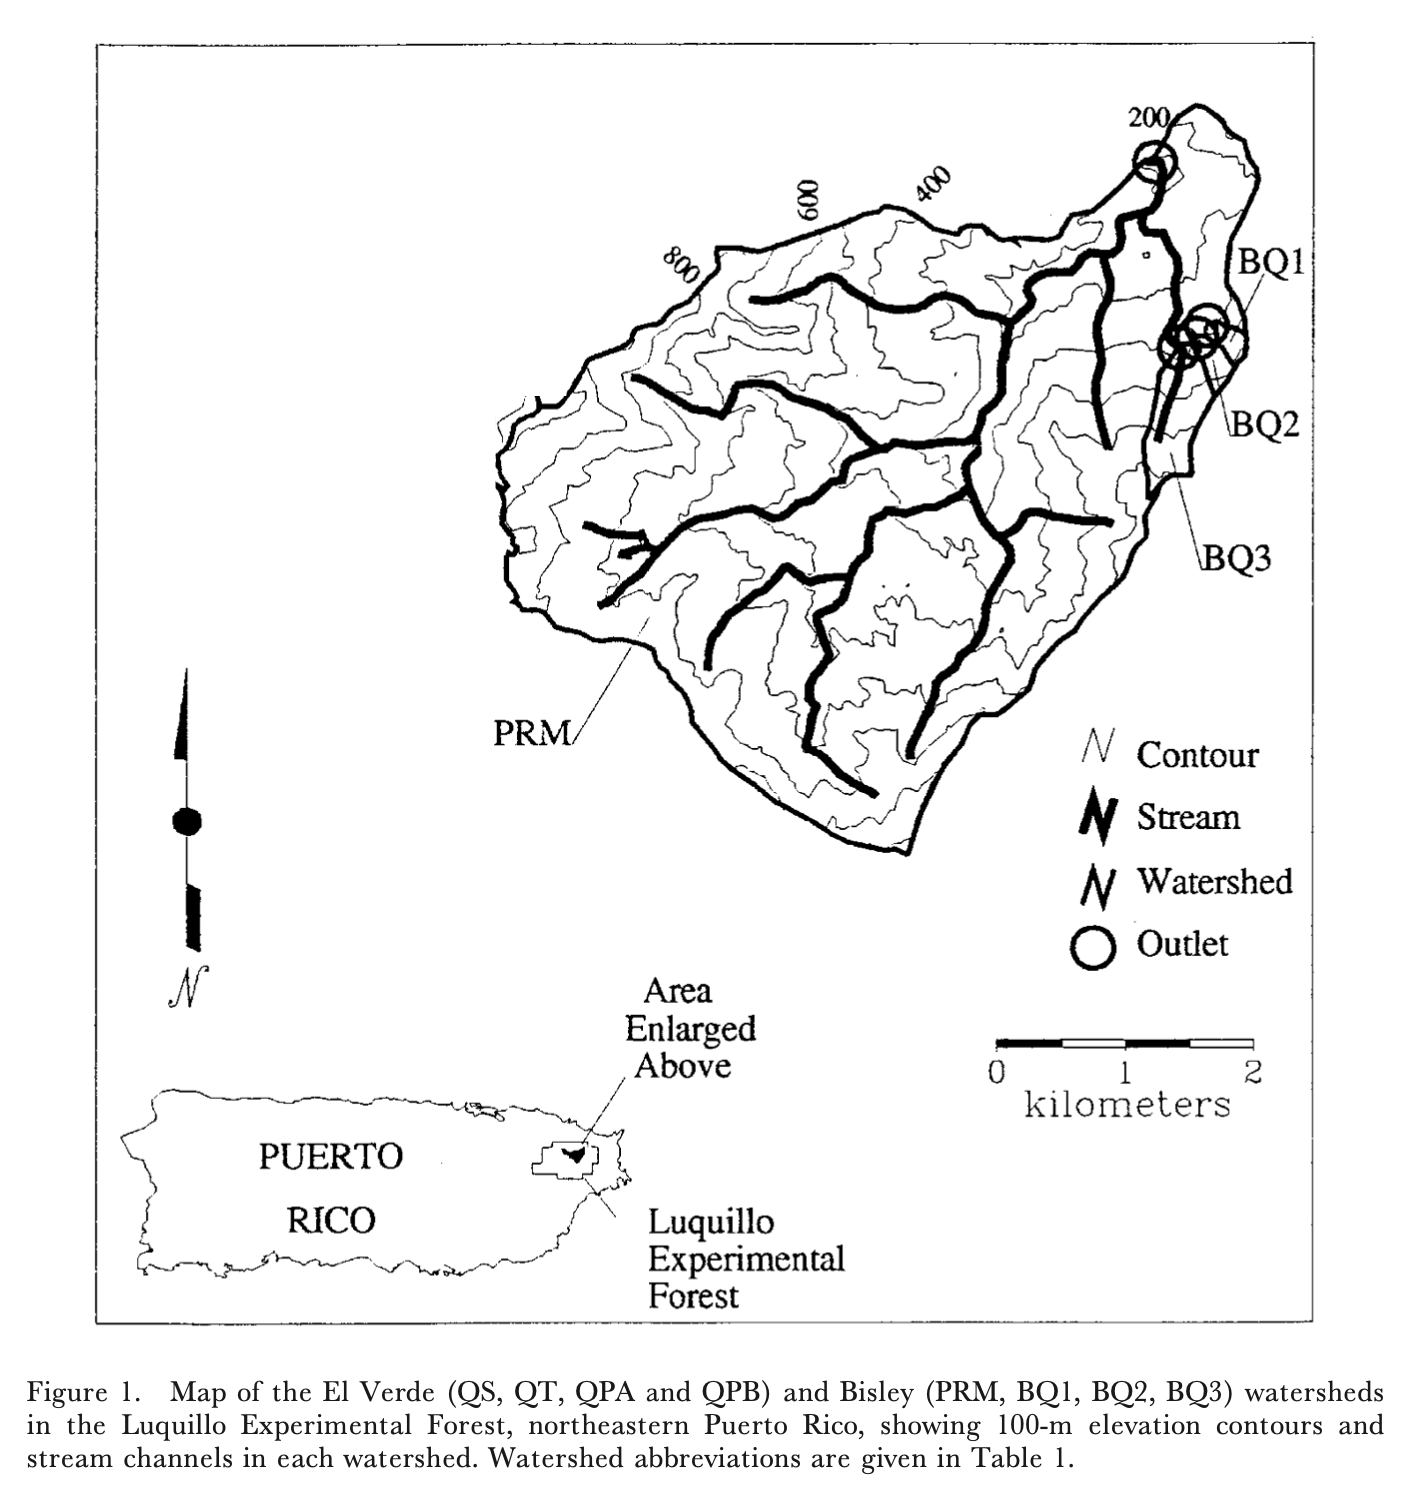 200
400
600
800
BQ1
BQ2
BQ3
PRM
N Contour
N Stream
N Watershed
Outlet
N
Area
Enlarged
Above
0 1 2
kilometers
PUERTO
RICO
Luquillo
Experimental
Forest
Figure 1. Map of the El Verde (QS, QT, QPA and QPB) and Bisley (PRM, BQ1, BQ2, BQ3) watersheds
in the Luquillo Experimental Forest, northeastern Puerto Rico, showing 100-m elevation contours and
stream channels in each watershed. Watershed abbreviations are given in Table 1.